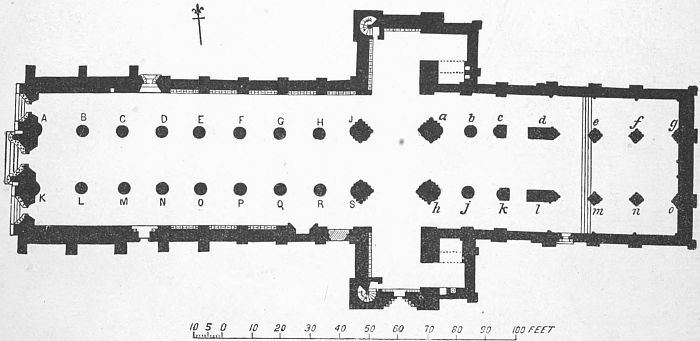 a
A B C D E F G H J b c d e f g
K L M N O P Q R S h j k l m n o
10 5 0 10 20 30 40 50 60 70 80 90 100 FEET